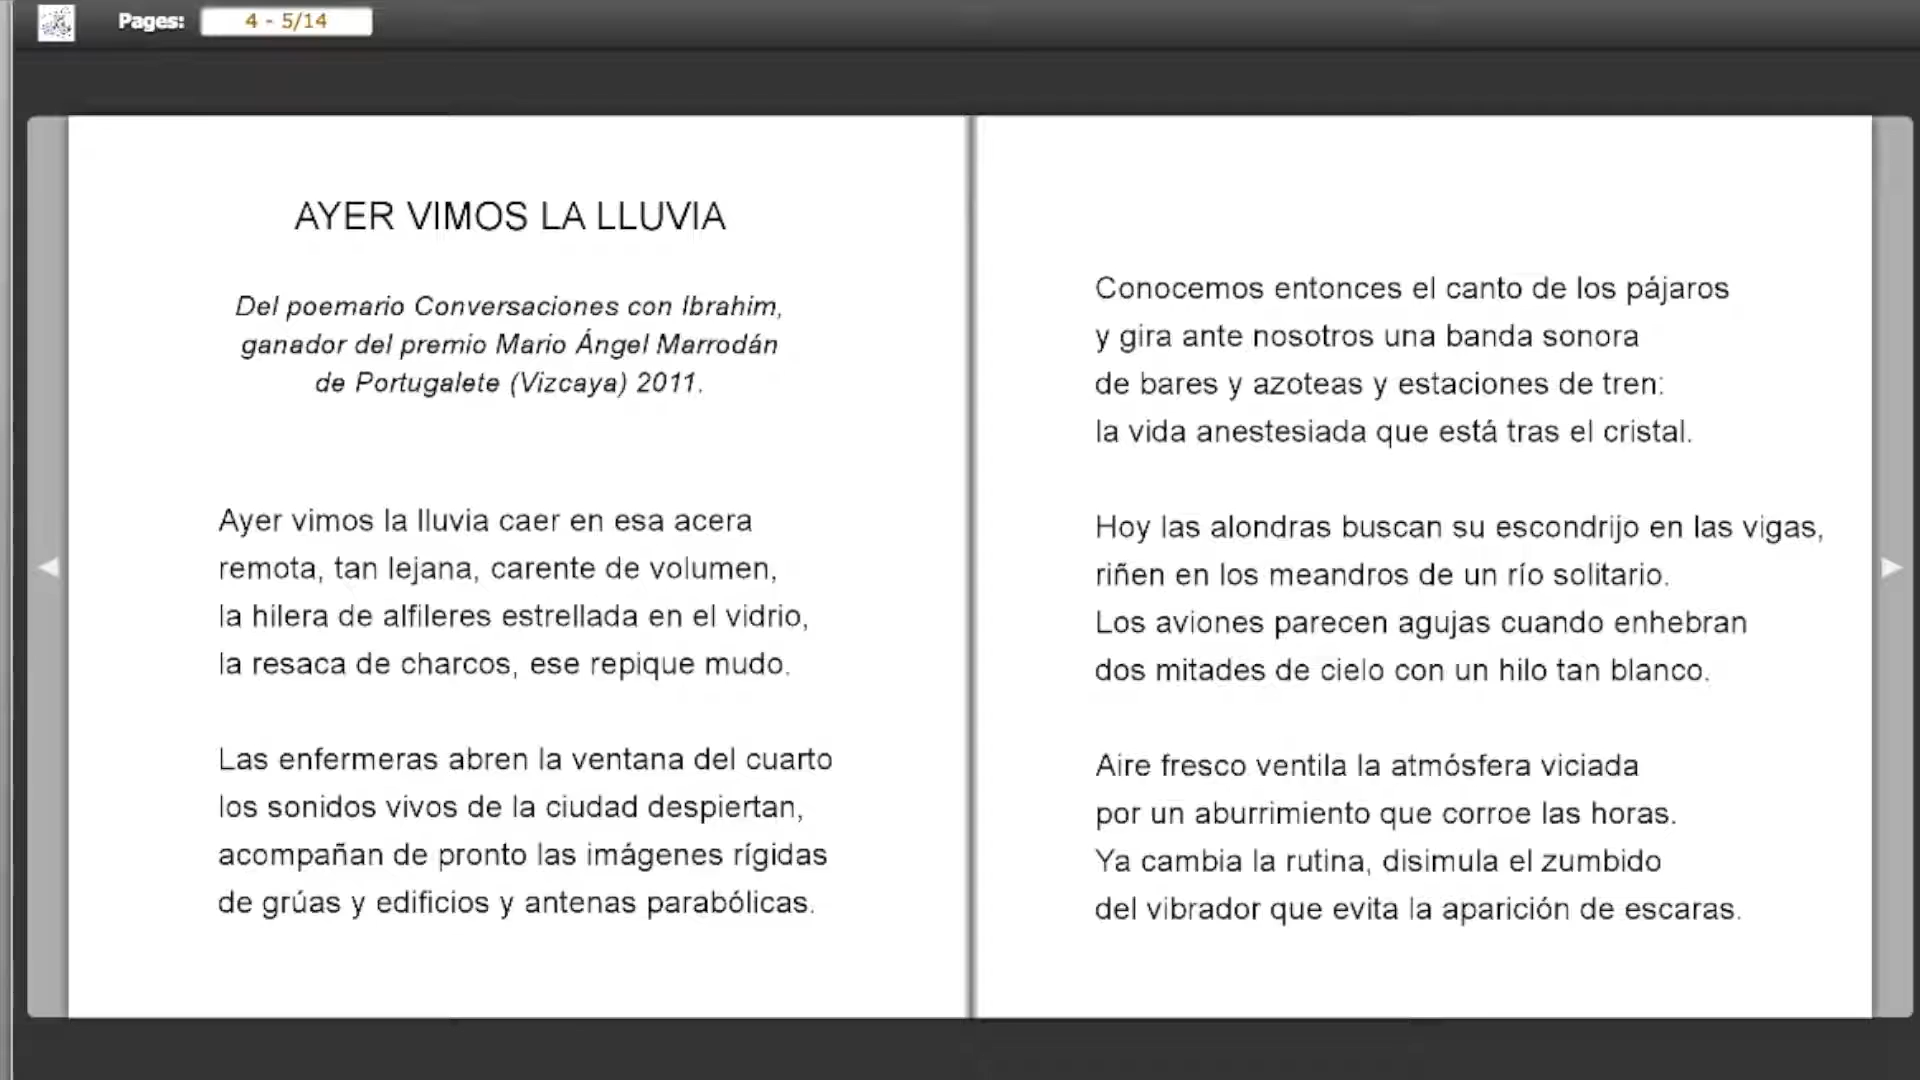 Pages: 4 - 5/14
AYER VIMOS LA LLUVIA
Del poemario Conversaciones con Ibrahim,
ganador del premio Mario Ángel Marrodán
de Portugalete (Vizcaya) 2011.
Ayer vimos la lluvia caer en esa acera
remota, tan lejana, carente de volumen,
la hilera de alfileres estrellada en el vidrio,
la resaca de charcos, ese repique mudo.
Las enfermeras abren la ventana del cuarto
los sonidos vivos de la ciudad despiertan,
acompañan de pronto las imágenes rígidas
de grúas y edificios y antenas parabólicas.
Conocemos entonces el canto de los pájaros
y gira ante nosotros una banda sonora
de bares y azoteas y estaciones de tren:
la vida anestesiada que está tras el cristal.
Hoy las alondras buscan su escondrijo en las vigas,
riñen en los meandros de un río solitario.
Los aviones parecen agujas cuando enhebran
dos mitades de cielo con un hilo tan blanco.
Aire fresco ventila la atmósfera viciada
por un aburrimiento que corroe las horas.
Ya cambia la rutina, disimula el zumbido
del vibrador que evita la aparición de escaras.